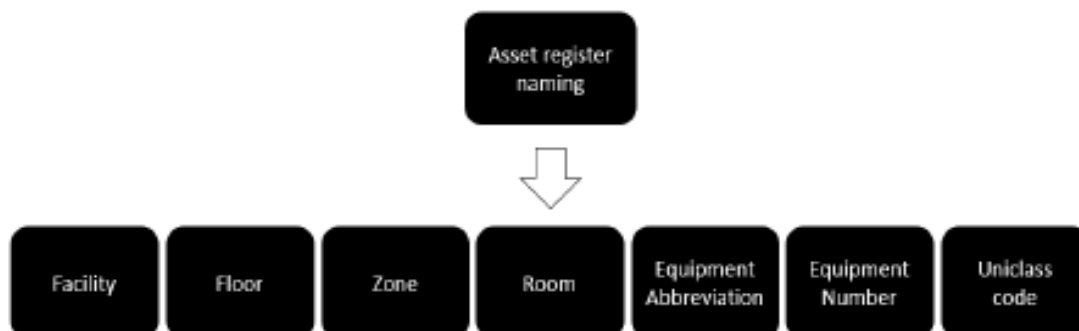 Asset register
naming
Facility
Floor
Zone
Room
Equipment
Abbreviation
Equipment
Number
Uniclass
code